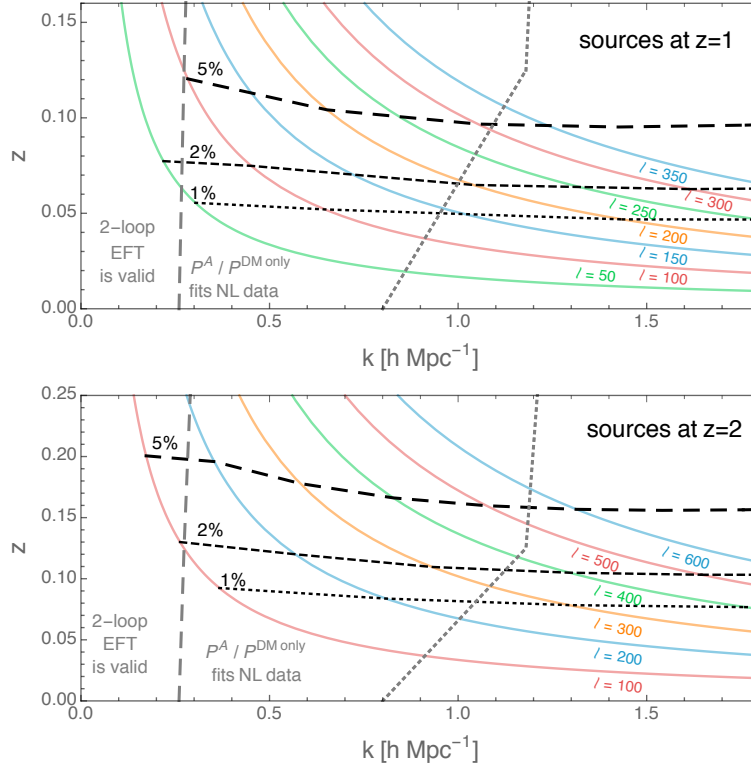 0.15
sources at z=1
5%
0.10
z
2%
l = 350
1%
l = 300
0.05
l = 250
2-loop
EFT
is valid
P^A / P^DM only
fits NL data
l = 200
l = 150
l = 50
l = 100
0.00
0.0 0.5 1.0 1.5
k [h Mpc⁻¹]
0.25
sources at z=2
0.20
5%
0.15
z
2%
l = 600
0.10
1%
l = 500
l = 400
0.05
2-loop
EFT
is valid
P^A / P^DM only
fits NL data
l = 300
l = 200
l = 100
0.00
0.0 0.5 1.0 1.5
k [h Mpc⁻¹]